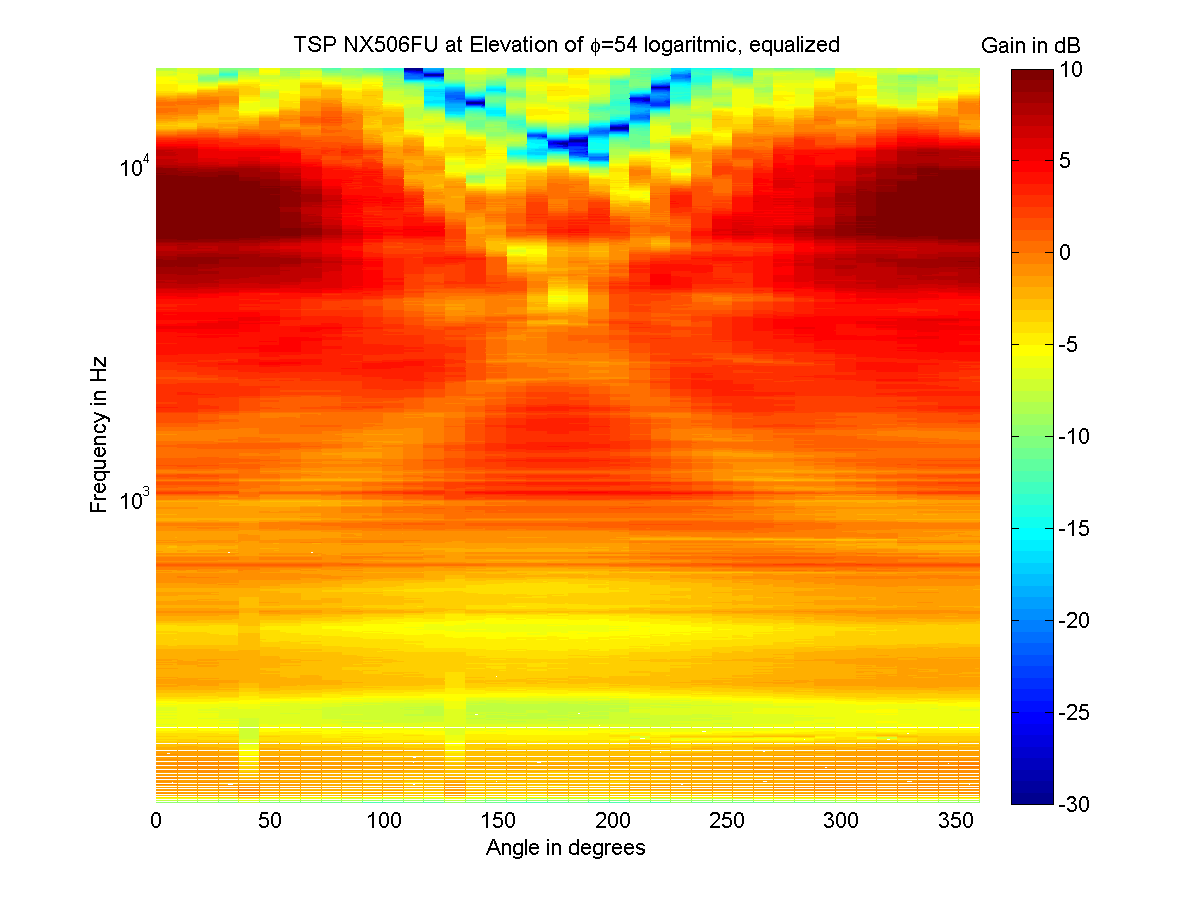 TSP NX506FU at Elevation of ϕ=54 logaritmic, equalized
Gain in dB
10
5
0
-5
-10
-15
-20
-25
-30
Frequency in Hz
10^4
10^3
0 50 100 150 200 250 300 350
Angle in degrees